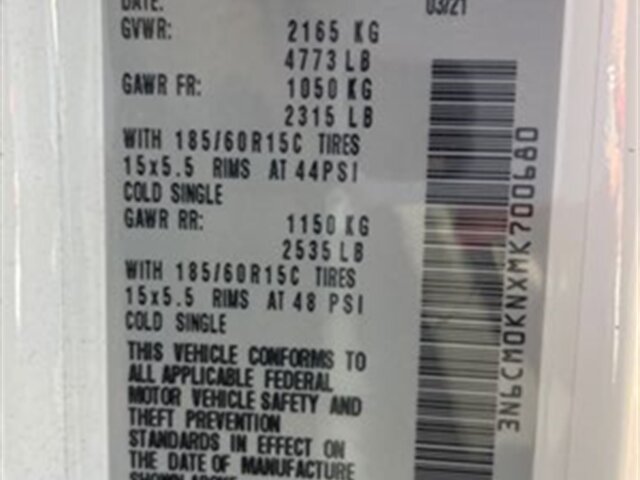 DATE: 03/21
GVWR: 2165 KG
4773 LB
GAWR FR: 1050 KG
2315 LB
WITH 185/60R15C TIRES
15x5.5 RIMS AT 44PSI
COLD SINGLE
GAWR RR: 1150 KG
2535 LB
WITH 185/60R15C TIRES
15x5.5 RIMS AT 48 PSI
COLD SINGLE
THIS VEHICLE CONFORMS TO
ALL APPLICABLE FEDERAL
MOTOR VEHICLE SAFETY AND
THEFT PREVENTION
STANDARDS IN EFFECT ON
THE DATE OF MANUFACTURE
SHOWN ABOVE
3N6CM0KNXMK700680